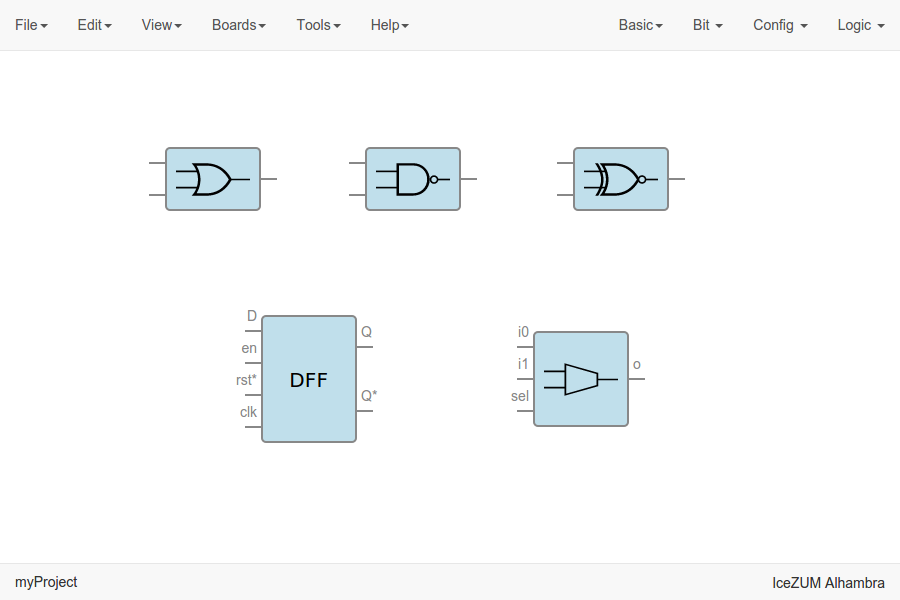 File Edit View Boards Tools Help Basic Bit Config Logic
D
Q
en
rst*
DFF
Q*
clk
i0
i1
o
sel
myProject
IceZUM Alhambra